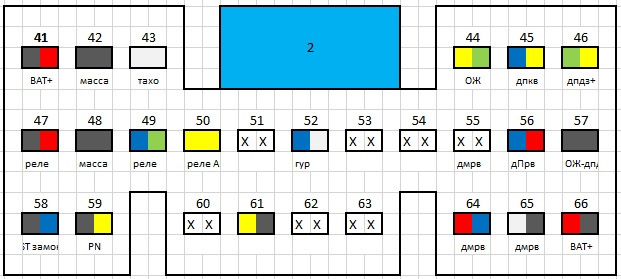 41 42 43 44 45 46
2
BAT+ масса тахо ОЖ дпкв дпдз+
47 48 49 50 51 52 53 54 55 56 57
X X X X X X X X
реле масса реле реле А гур дмрв дПрв ОЖ-дпд
58 59 60 61 62 63 64 65 66
X X X X X X
ST замок PN дмрв дмрв BAT+